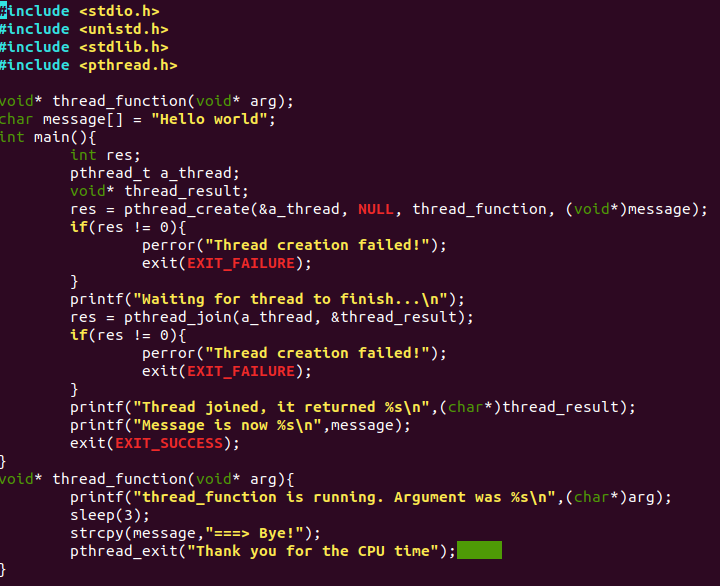 #include <stdio.h>
#include <unistd.h>
#include <stdlib.h>
#include <pthread.h>

void* thread_function(void* arg);
char message[] = "Hello world";
int main(){
        int res;
        pthread_t a_thread;
        void* thread_result;
        res = pthread_create(&a_thread, NULL, thread_function, (void*)message);
        if(res != 0){
                perror("Thread creation failed!");
                exit(EXIT_FAILURE);
        }
        printf("Waiting for thread to finish...\n");
        res = pthread_join(a_thread, &thread_result);
        if(res != 0){
                perror("Thread creation failed!");
                exit(EXIT_FAILURE);
        }
        printf("Thread joined, it returned %s\n",(char*)thread_result);
        printf("Message is now %s\n",message);
        exit(EXIT_SUCCESS);
}
void* thread_function(void* arg){
        printf("thread_function is running. Argument was %s\n",(char*)arg);
        sleep(3);
        strcpy(message,"===> Bye!");
        pthread_exit("Thank you for the CPU time");
}